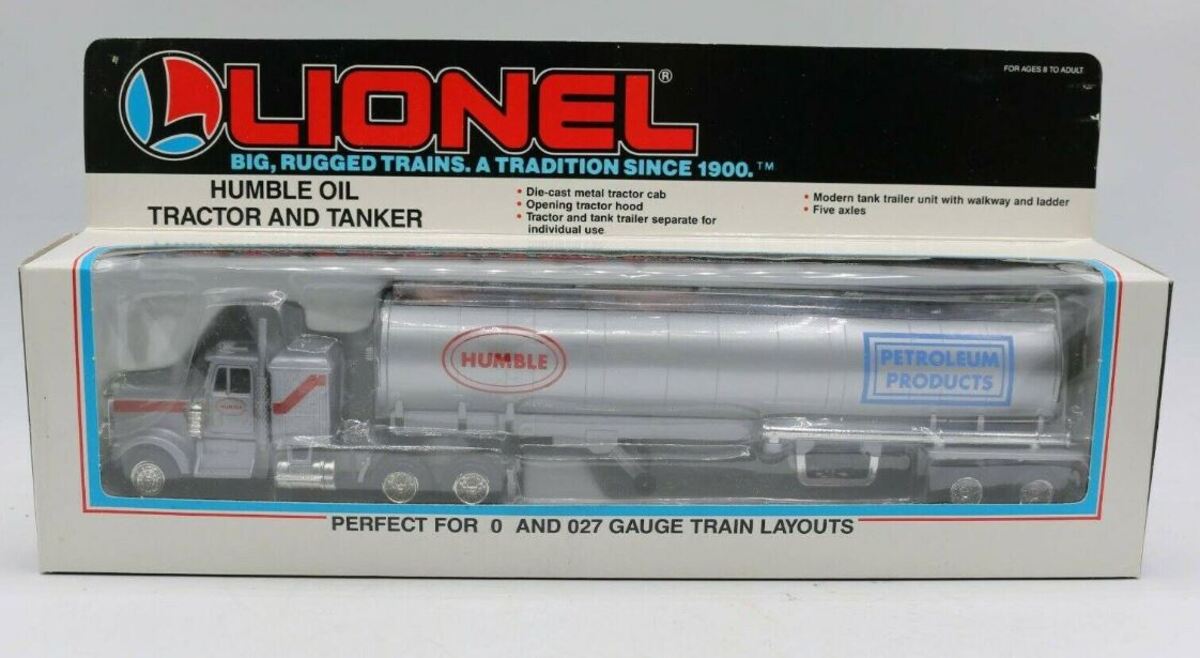 FOR AGES 8 TO ADULT
LIONEL®
BIG, RUGGED TRAINS. A TRADITION SINCE 1900.™
HUMBLE OIL
TRACTOR AND TANKER
• Die-cast metal tractor cab
• Opening tractor hood
• Tractor and tank trailer separate for
individual use
• Modern tank trailer unit with walkway and ladder
• Five axles
HUMBLE
PETROLEUM
PRODUCTS
HUMBLE
PERFECT FOR 0 AND 027 GAUGE TRAIN LAYOUTS